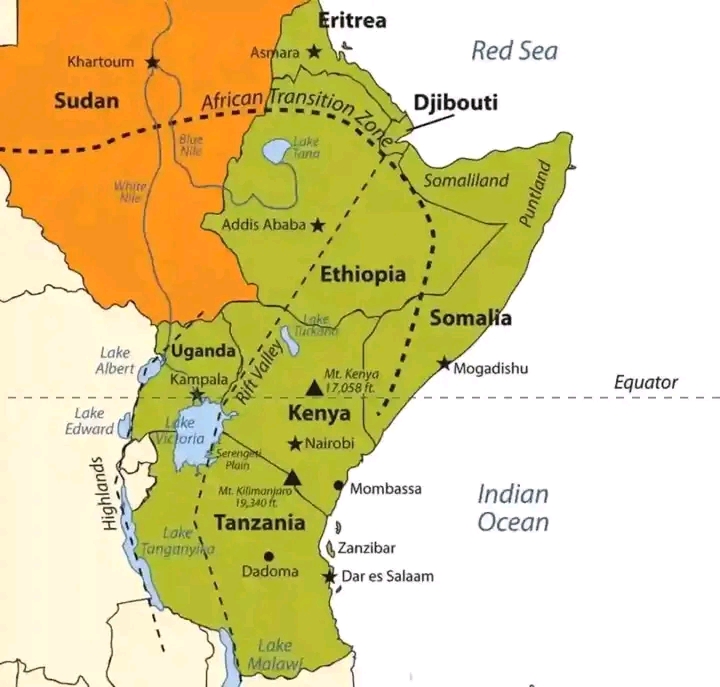 Eritrea
Asmara
Red Sea
Khartoum
Sudan
African Transition Zone
Djibouti
Blue
Nile
Lake
Tana
White
Nile
Somaliland
Puntland
Addis Ababa
Ethiopia
Lake
Turkana
Somalia
Uganda
Rift Valley
Lake
Albert
Kampala
Mt. Kenya
17,058 ft.
Mogadishu
Equator
Lake
Edward
Lake
Victoria
Kenya
Nairobi
Serengeti
Plain
Highlands
Mt. Kilimanjaro
19,340 ft.
Mombassa
Indian
Ocean
Tanzania
Lake
Tanganyika
Zanzibar
Dadoma
Dar es Salaam
Lake
Malawi